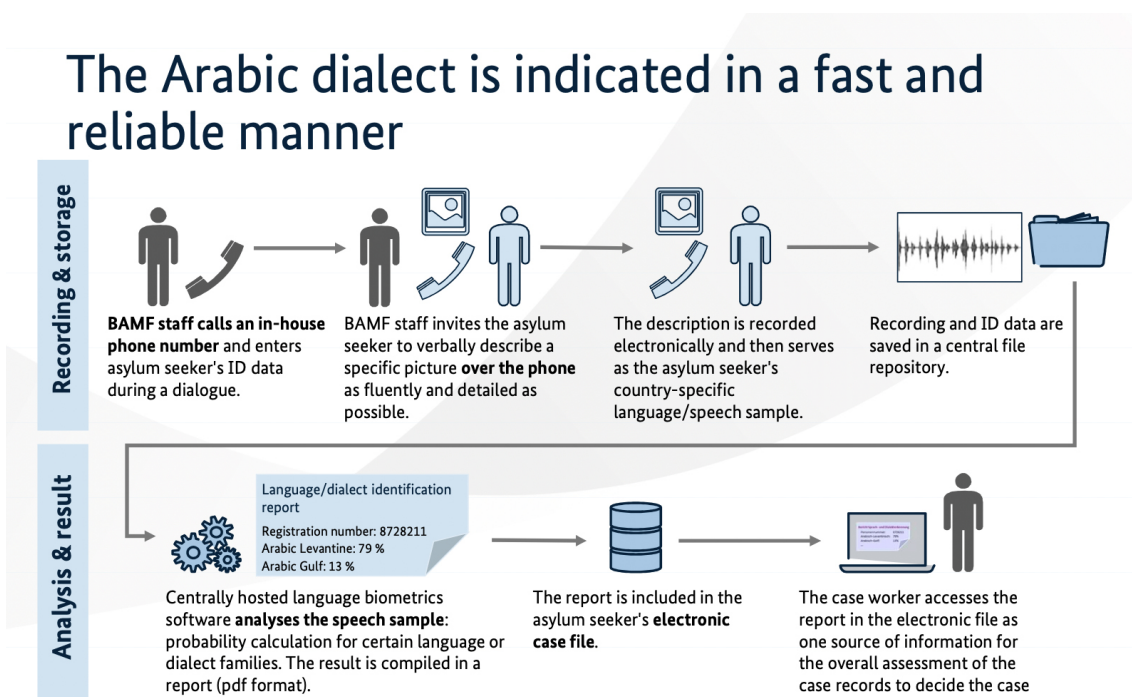 The Arabic dialect is indicated in a fast and
reliable manner
Recording & storage
BAMF staff calls an in-house
phone number and enters
asylum seeker's ID data
during a dialogue.
BAMF staff invites the asylum
seeker to verbally describe a
specific picture over the phone
as fluently and detailed as
possible.
The description is recorded
electronically and then serves
as the asylum seeker's
country-specific
language/speech sample.
Recording and ID data are
saved in a central file
repository.
Analysis & result
Language/dialect identification
report
Registration number: 8728211
Arabic Levantine: 79 %
Arabic Gulf: 13 %
Centrally hosted language biometrics
software analyses the speech sample:
probability calculation for certain language or
dialect families. The result is compiled in a
report (pdf format).
The report is included in the
asylum seeker's electronic
case file.
The case worker accesses the
report in the electronic file as
one source of information for
the overall assessment of the
case records to decide the case